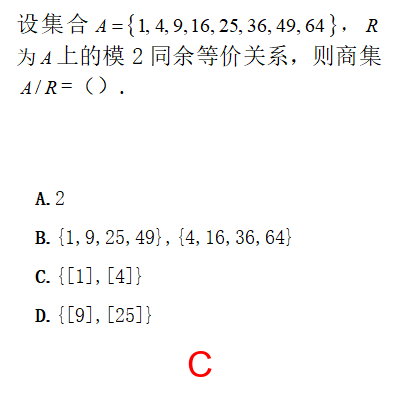 设集合 A={1, 4, 9,16, 25, 36, 49, 64}，R
为 A 上的模 2 同余等价关系，则商集
A/R=（）.
A. 2
B. {1,9,25,49},{4,16,36,64}
C. {[1],[4]}
D. {[9],[25]}
C